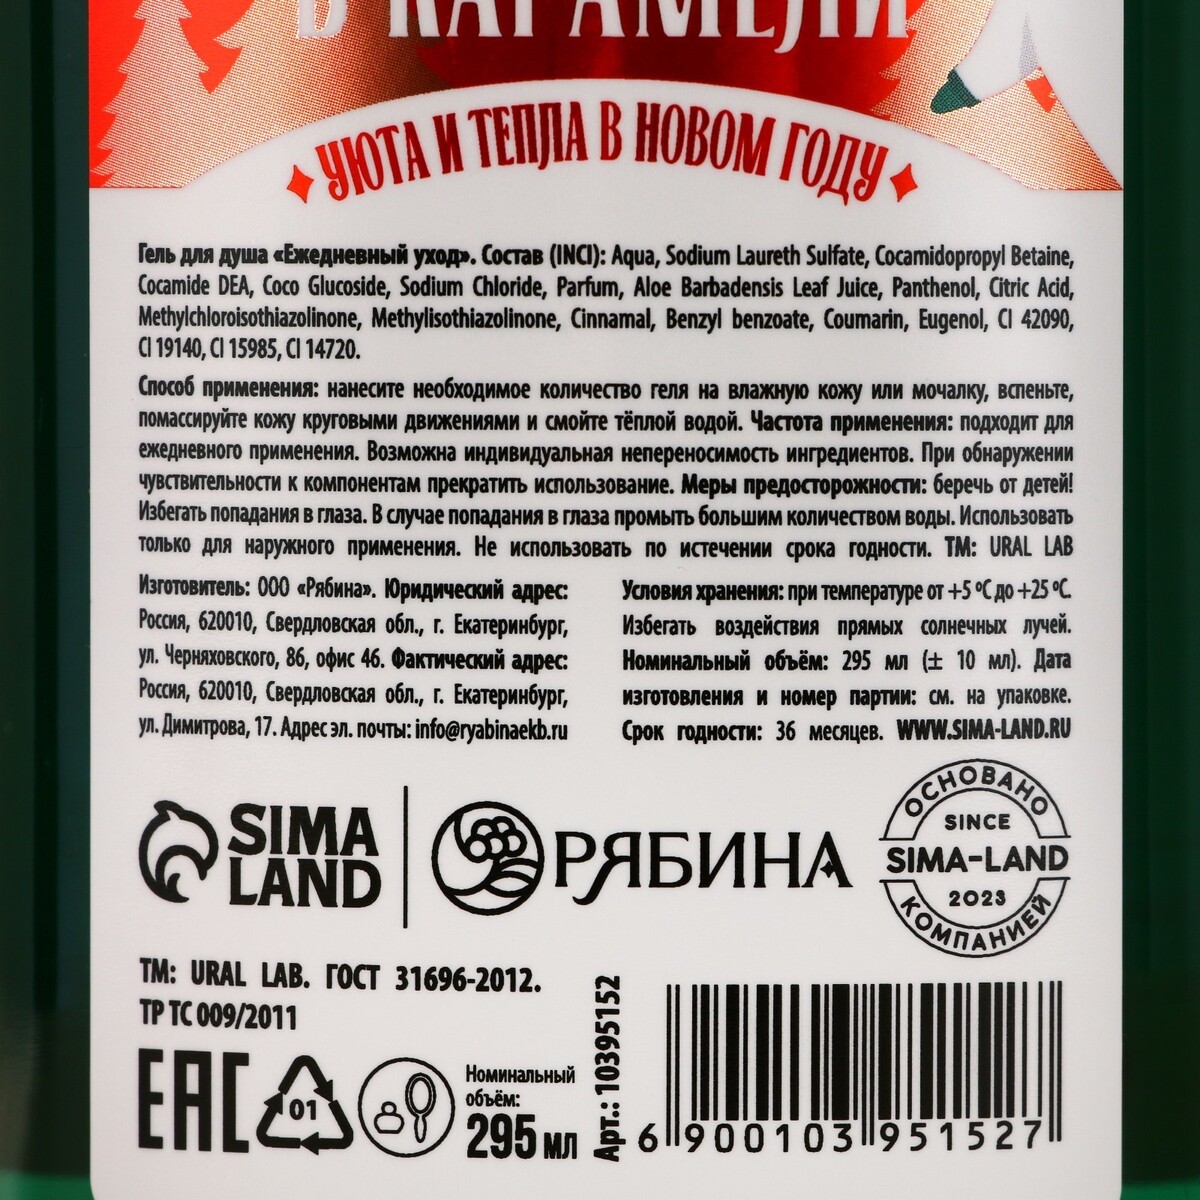 В КАРАМЕЛИ
УЮТА И ТЕПЛА В НОВОМ ГОДУ
Гель для душа «Ежедневный уход». Состав (INCI): Aqua, Sodium Laureth Sulfate, Cocamidopropyl Betaine,
Cocamide DEA, Coco Glucoside, Sodium Chloride, Parfum, Aloe Barbadensis Leaf Juice, Panthenol, Citric Acid,
Methylchloroisothiazolinone, Methylisothiazolinone, Cinnamal, Benzyl benzoate, Coumarin, Eugenol, CI 42090,
CI 19140, CI 15985, CI 14720.
Способ применения: нанесите необходимое количество геля на влажную кожу или мочалку, вспеньте,
помассируйте кожу круговыми движениями и смойте тёплой водой. Частота применения: подходит для
ежедневного применения. Возможна индивидуальная непереносимость ингредиентов. При обнаружении
чувствительности к компонентам прекратить использование. Меры предосторожности: беречь от детей!
Избегать попадания в глаза. В случае попадания в глаза промыть большим количеством воды. Использовать
только для наружного применения. Не использовать по истечении срока годности. ТМ: URAL LAB
Изготовитель: ООО «Рябина». Юридический адрес:
Россия, 620010, Свердловская обл., г. Екатеринбург,
ул. Черняховского, 86, офис 46. Фактический адрес:
Россия, 620010, Свердловская обл., г. Екатеринбург,
ул. Димитрова, 17. Адрес эл. почты: info@ryabinaekb.ru
Условия хранения: при температуре от +5 ºС до +25 ºС.
Избегать воздействия прямых солнечных лучей.
Номинальный объём: 295 мл (± 10 мл). Дата
изготовления и номер партии: см. на упаковке.
Срок годности: 36 месяцев. WWW.SIMA-LAND.RU
SIMA
LAND
РЯБИНА
ОСНОВАНО
SINCE
SIMA-LAND
2023
КОМПАНИЕЙ
ТМ: URAL LAB. ГОСТ 31696-2012.
ТР ТС 009/2011
EAC
01
Номинальный
объём:
295 мл
Арт.: 10395152
6 900103 951527